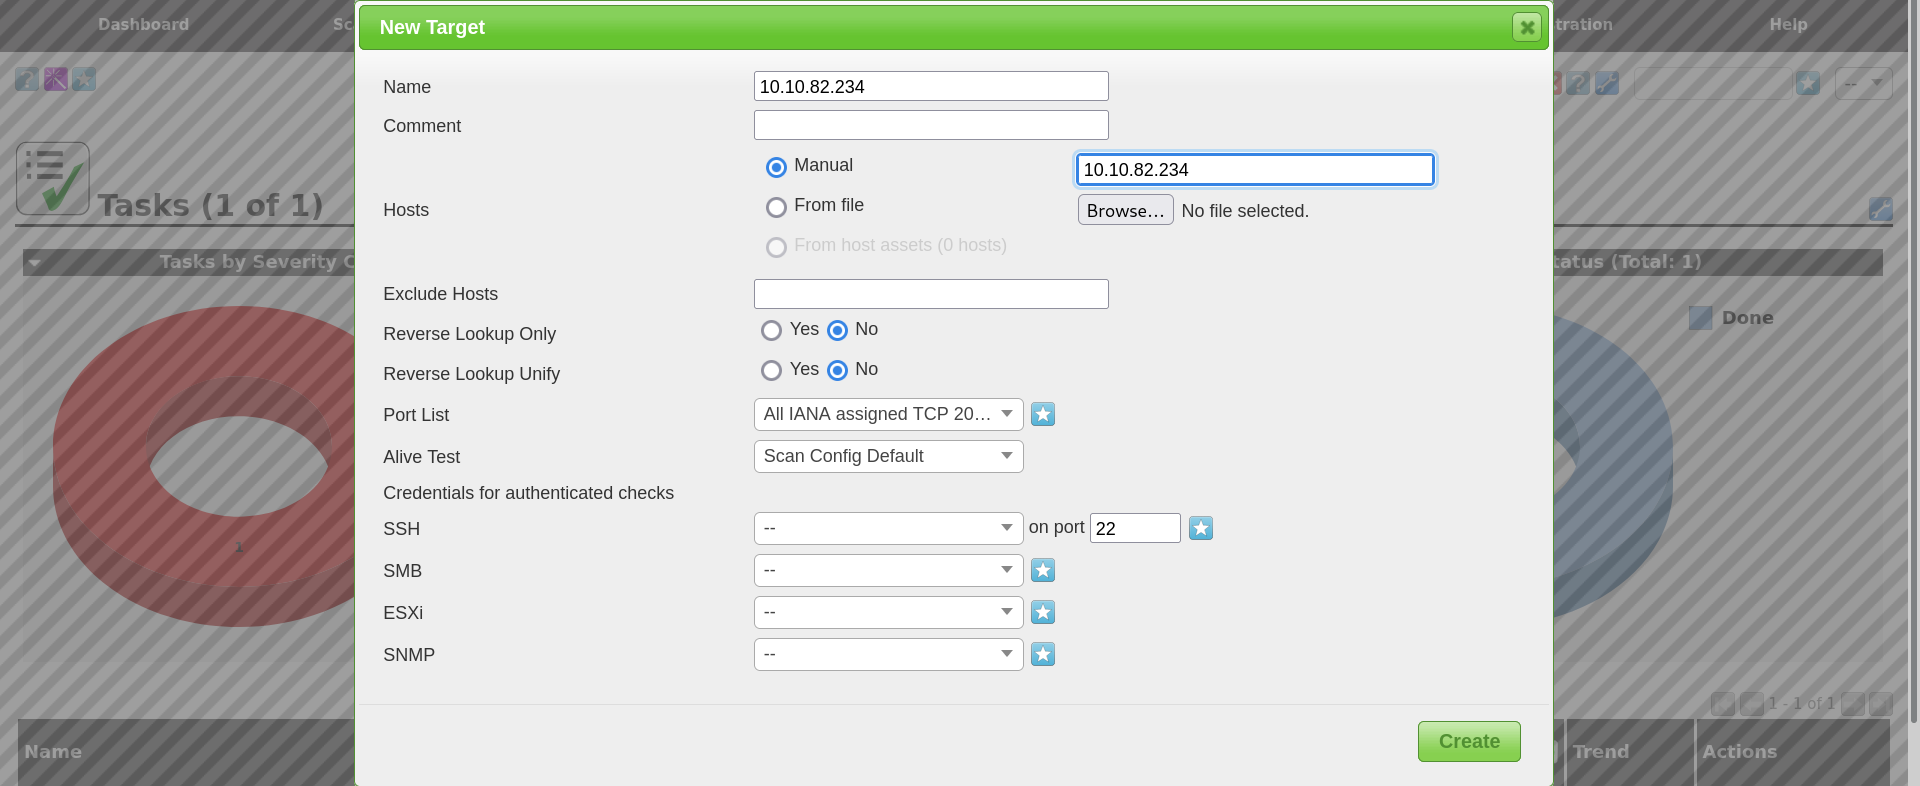 Dashboard
Help
New Target
Name
10.10.82.234
Comment
Manual
10.10.82.234
Hosts
From file
Browse...
No file selected.
From host assets (0 hosts)
Exclude Hosts
Reverse Lookup Only
Yes
No
Reverse Lookup Unify
Yes
No
Port List
All IANA assigned TCP 20...
Alive Test
Scan Config Default
Credentials for authenticated checks
SSH
--
on port
22
SMB
--
ESXi
--
SNMP
--
Create
--
Tasks (1 of 1)
Tasks by Severity
(Total: 1)
Done
1
1 - 1 of 1
Name
Trend
Actions